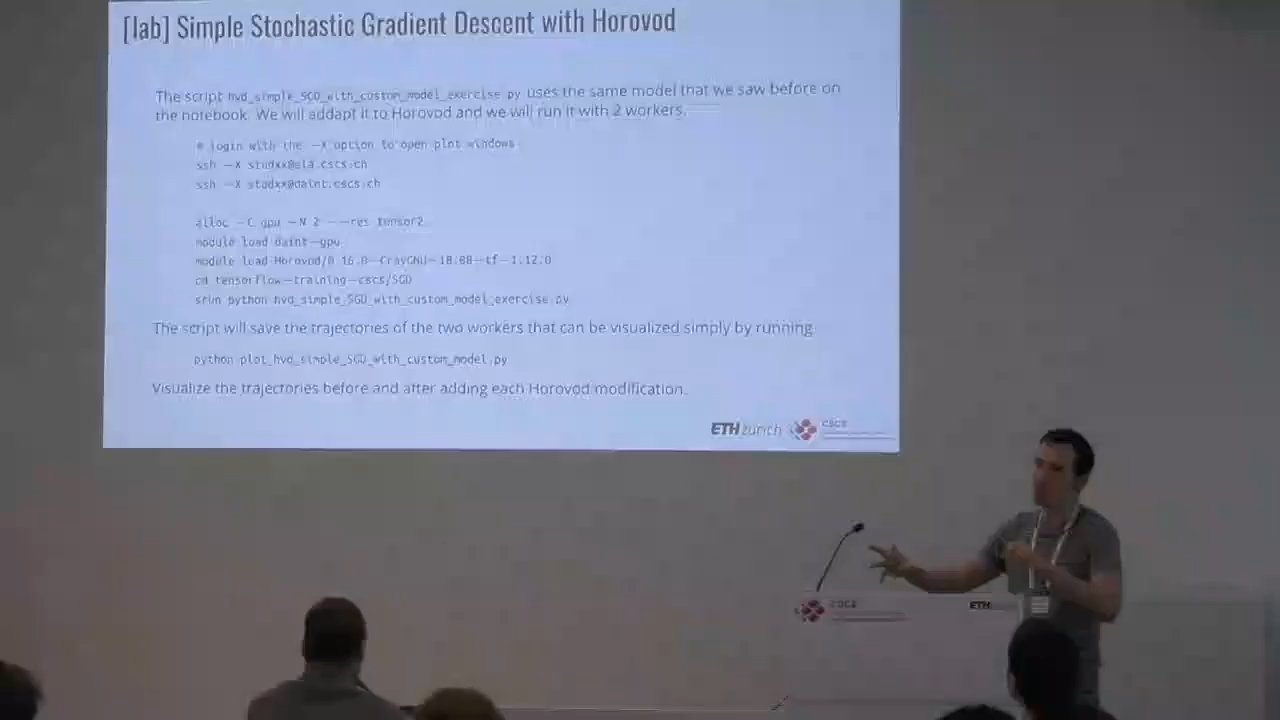 [lab] Simple Stochastic Gradient Descent with Horovod
The script hvd_simple_SGD_with_custom_model_exercise.py uses the same model that we saw before on
the notebook. We will addapt it to Horovod and we will run it with 2 workers.
# login with the -X option to open plot windows
ssh -X studxx@ela.cscs.ch
ssh -X studxx@daint.cscs.ch
alloc -C gpu -N 2 --res tensor2
module load daint-gpu
module load Horovod/0.16.0-CrayGNU-18.08-tf-1.12.0
cd tensorflow-training-cscs/SGD
srun python hvd_simple_SGD_with_custom_model_exercise.py
The script will save the trajectories of the two workers that can be visualized simply by running:
python plot_hvd_simple_SGD_with_custom_model.py
Visualize the trajectories before and after adding each Horovod modification.
ETH zürich CSCS
CSCS ETH